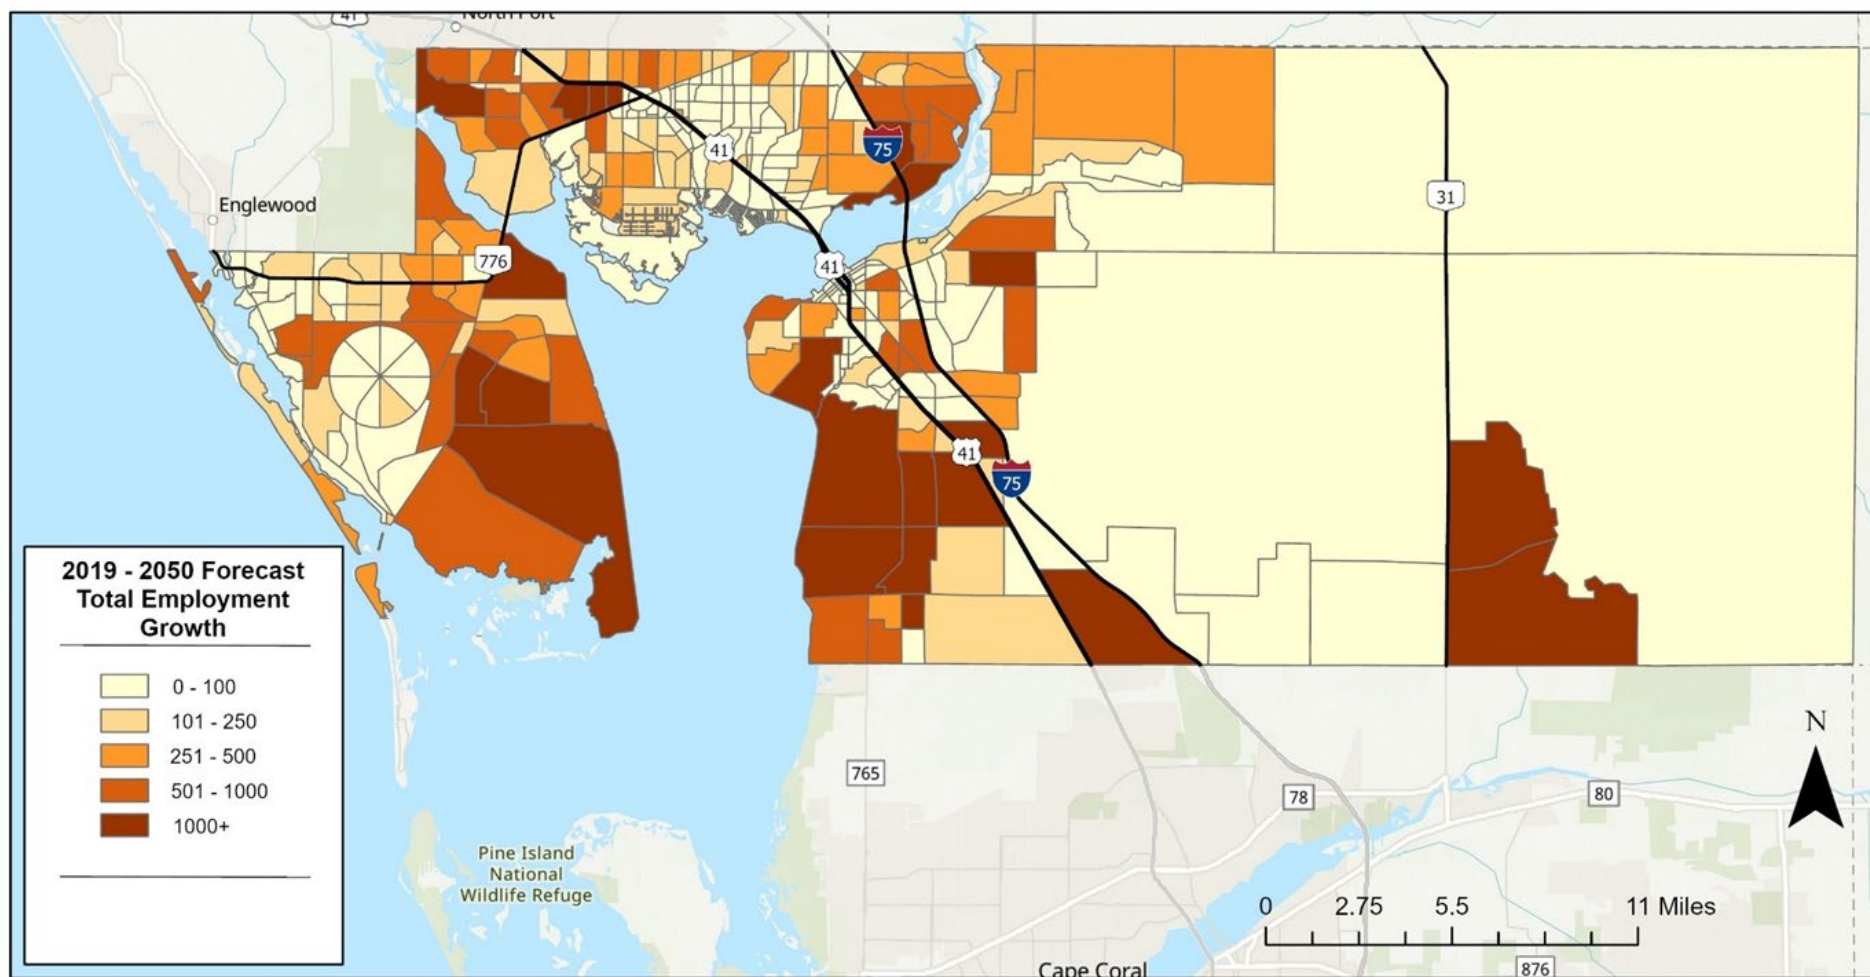 41
North Port
Englewood
776
41
75
31
41
41
75
2019 - 2050 Forecast
Total Employment
Growth
0 - 100
101 - 250
251 - 500
501 - 1000
1000+
765
78
80
N
Pine Island
National
Wildlife Refuge
0 2.75 5.5 11 Miles
Cape Coral
876